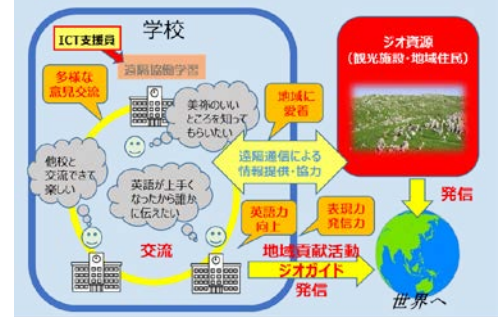 学校
ICT支援員
遠隔協働学習
多様な
意見交流
美祢のいい
ところを知って
もらいたい
地域に
愛着
ジオ資源
(観光施設・地域住民)
他校と
交流できて
楽しい
英語が上手く
なったから誰か
に伝えたい
遠隔通信による
情報提供・協力
英語力
向上
表現力
発信力
発信
交流
地域貢献活動
ジオガイド
発信
世界へ